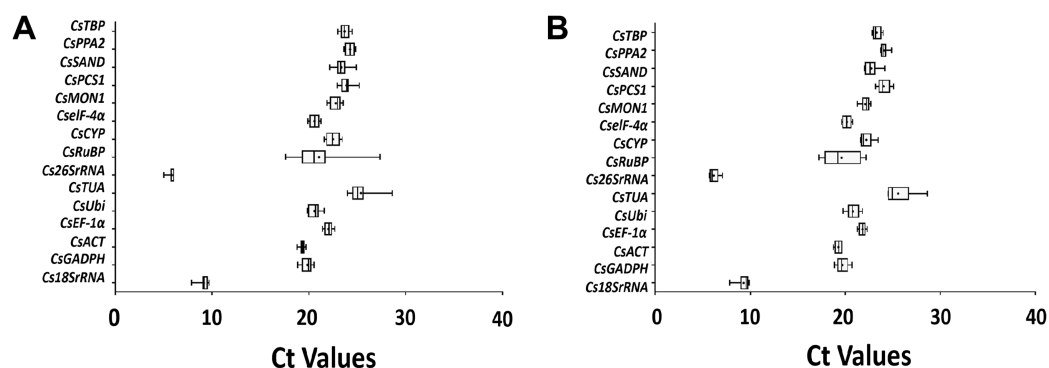 A
CsTBP
CsPPA2
CsSAND
CsPCS1
CsMON1
CseIF-4α
CsCYP
CsRuBP
Cs26SrRNA
CsTUA
CsUbi
CsEF-1α
CsACT
CsGADPH
Cs18SrRNA
0 10 20 30 40
Ct Values
B
CsTBP
CsPPA2
CsSAND
CsPCS1
CsMON1
CseIF-4α
CsCYP
CsRuBP
Cs26SrRNA
CsTUA
CsUbi
CsEF-1α
CsACT
CsGADPH
Cs18SrRNA
0 10 20 30 40
Ct Values